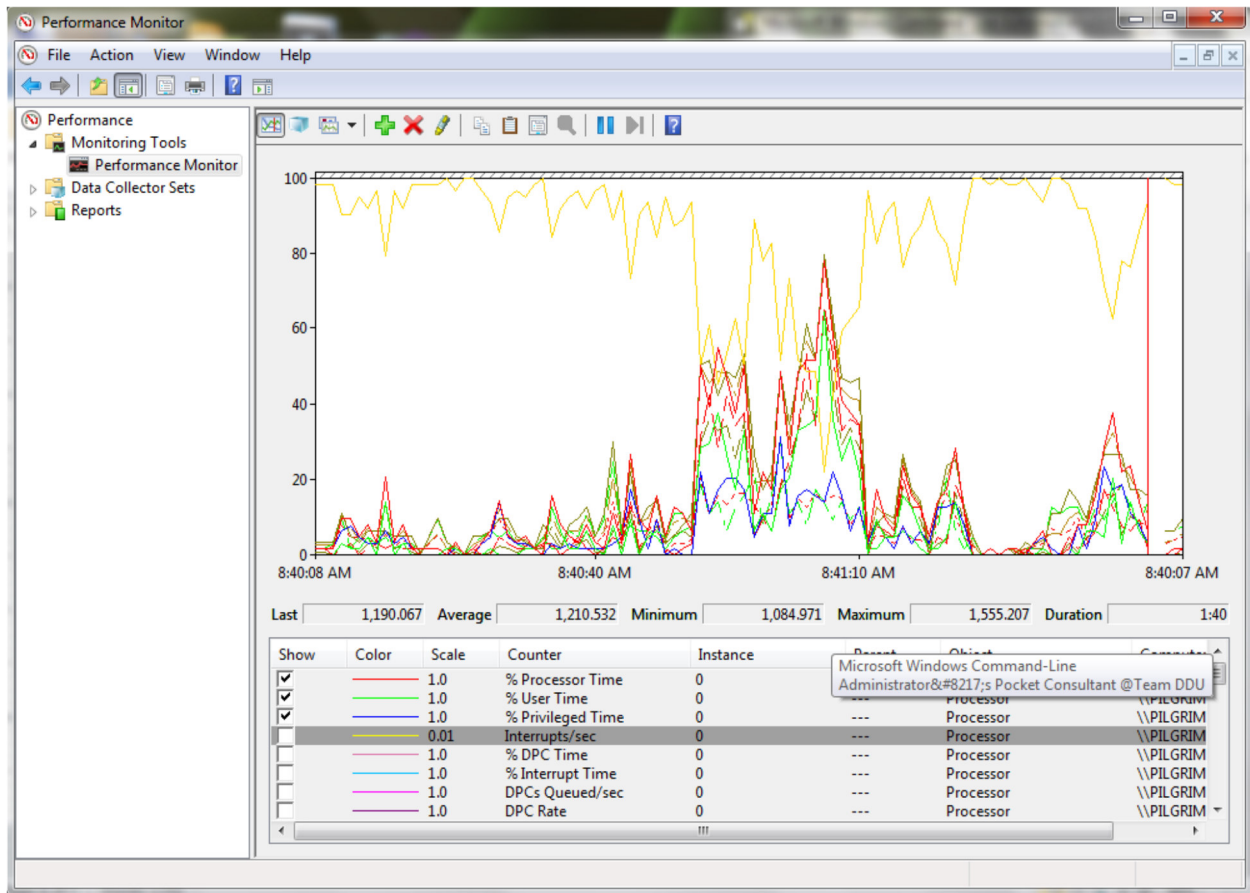 Performance Monitor
File Action View Window Help
Performance
Monitoring Tools
Performance Monitor
Data Collector Sets
Reports
100
80
60
40
20
0
8:40:08 AM 8:40:40 AM 8:41:10 AM 8:40:07 AM
Last 1,190.067 Average 1,210.532 Minimum 1,084.971 Maximum 1,555.207 Duration 1:40
Show Color Scale Counter Instance
Microsoft Windows Command-Line
Administrator&#8217;s Pocket Consultant @Team DDU
1.0 % Processor Time 0
1.0 % User Time 0 --- Processor \\PILGRIM
1.0 % Privileged Time 0 --- Processor \\PILGRIM
0.01 Interrupts/sec 0 --- Processor \\PILGRIM
1.0 % DPC Time 0 --- Processor \\PILGRIM
1.0 % Interrupt Time 0 --- Processor \\PILGRIM
1.0 DPCs Queued/sec 0 --- Processor \\PILGRIM
1.0 DPC Rate 0 --- Processor \\PILGRIM